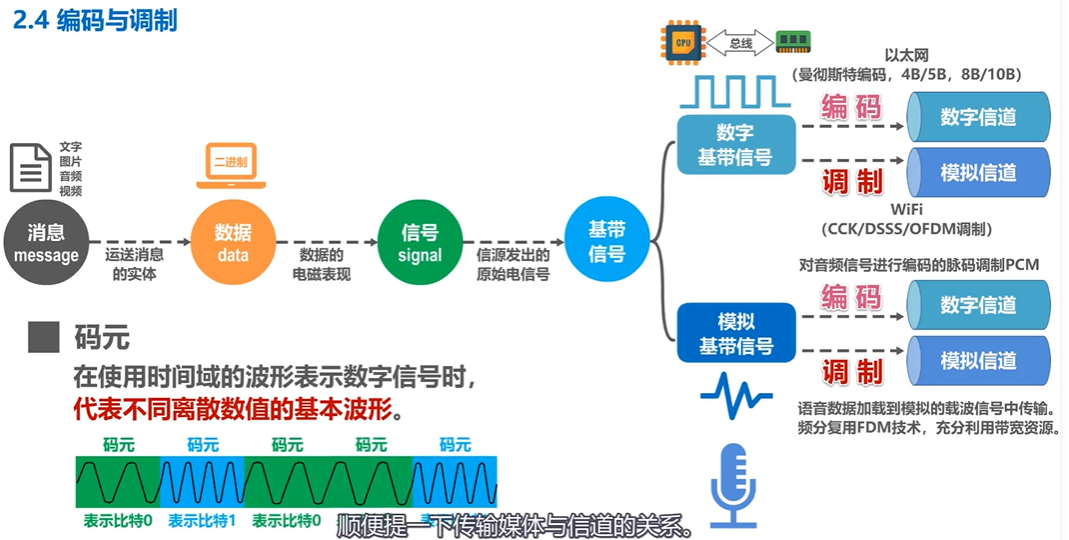 2.4 编码与调制
CPU
总线
以太网
（曼彻斯特编码，4B/5B，8B/10B）
编 码
数字信道
数字
基带信号
调 制
模拟信道
WiFi
（CCK/DSSS/OFDM调制）
文字
图片
音频
视频
二进制
消息
message
运送消息
的实体
数据
data
数据的
电磁表现
信号
signal
信源发出的
原始电信号
基带
信号
对音频信号进行编码的脉码调制PCM
编 码
数字信道
模拟
基带信号
调 制
模拟信道
语音数据加载到模拟的载波信号中传输。
频分复用FDM技术，充分利用带宽资源。
码元
在使用时间域的波形表示数字信号时，
代表不同离散数值的基本波形。
码元 码元 码元 码元 码元
表示比特0 表示比特1 表示比特0
顺便提一下传输媒体与信道的关系。